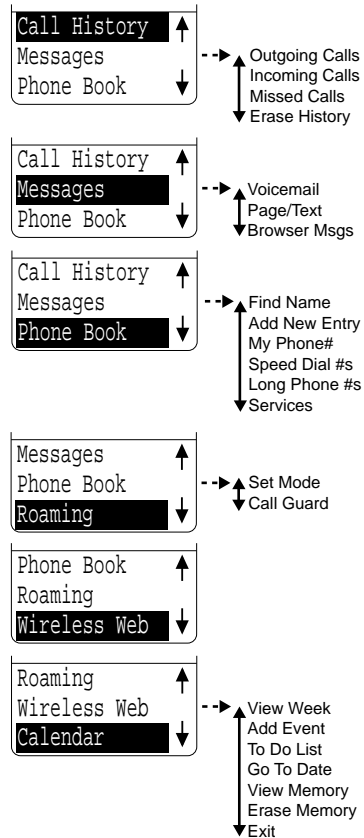 Call History
Messages
Phone Book
Outgoing Calls
Incoming Calls
Missed Calls
Erase History
Call History
Messages
Phone Book
Voicemail
Page/Text
Browser Msgs
Call History
Messages
Phone Book
Find Name
Add New Entry
My Phone#
Speed Dial #s
Long Phone #s
Services
Messages
Phone Book
Roaming
Set Mode
Call Guard
Phone Book
Roaming
Wireless Web
Roaming
Wireless Web
Calendar
View Week
Add Event
To Do List
Go To Date
View Memory
Erase Memory
Exit